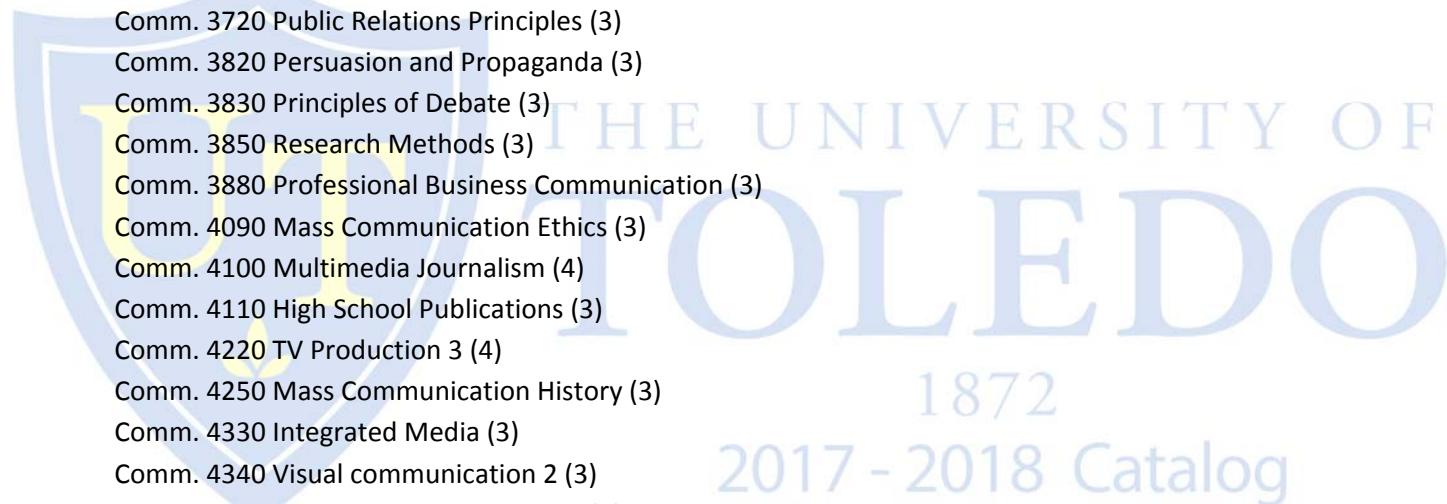 Comm. 3720 Public Relations Principles (3)
Comm. 3820 Persuasion and Propaganda (3)
Comm. 3830 Principles of Debate (3)
Comm. 3850 Research Methods (3)
Comm. 3880 Professional Business Communication (3)
Comm. 4090 Mass Communication Ethics (3)
Comm. 4100 Multimedia Journalism (4)
Comm. 4110 High School Publications (3)
Comm. 4220 TV Production 3 (4)
Comm. 4250 Mass Communication History (3)
Comm. 4330 Integrated Media (3)
Comm. 4340 Visual communication 2 (3)
UT
THE UNIVERSITY OF
TOLEDO
1872
2017 - 2018 Catalog